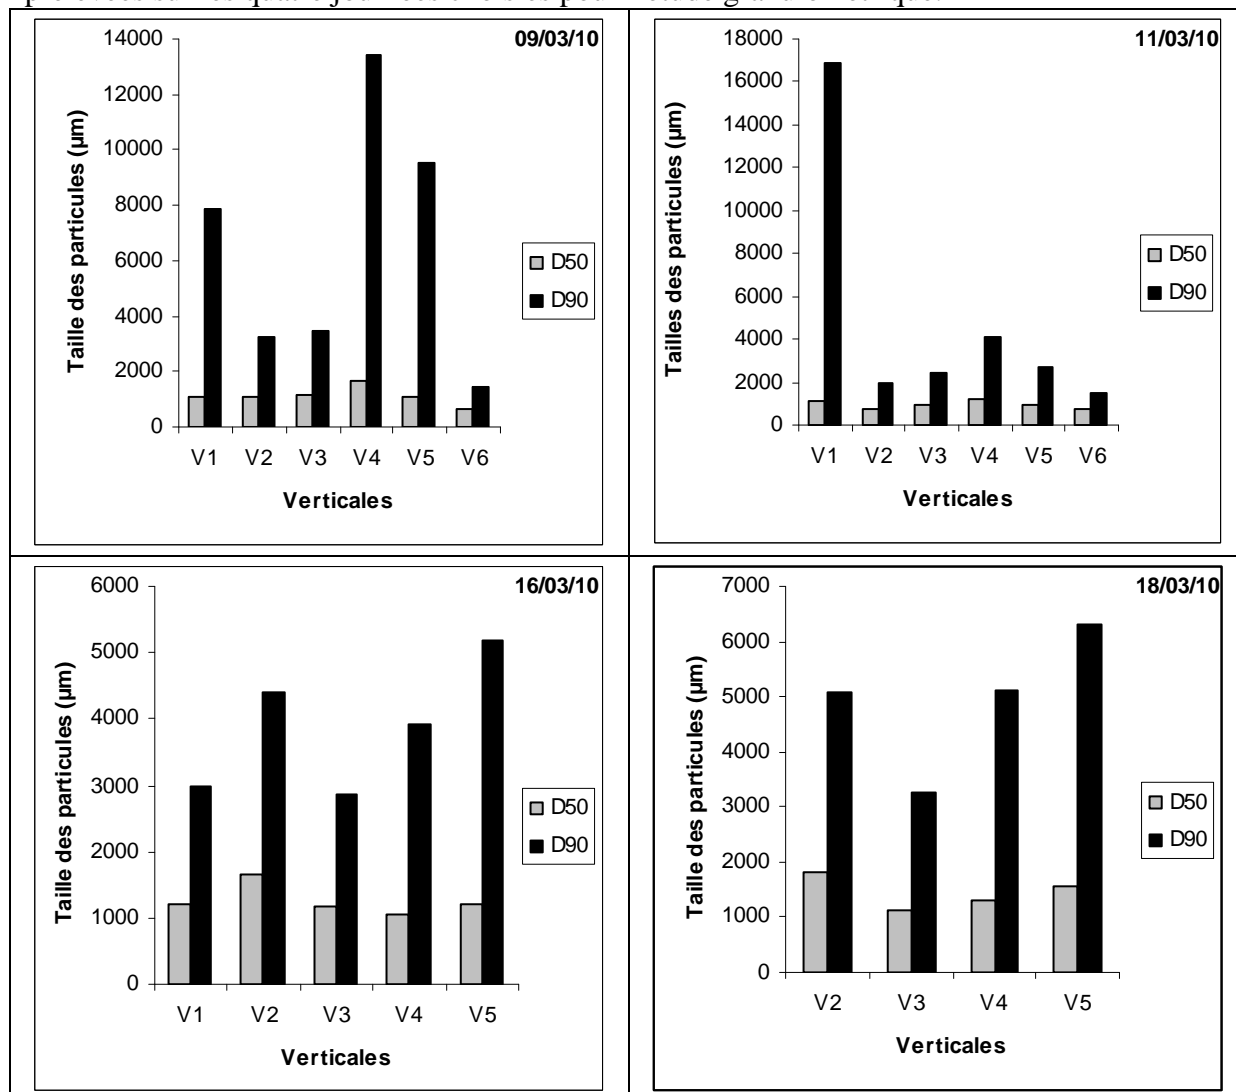 14000
12000
10000
8000
6000
4000
2000
0
Taille des particules (µm)
V1 V2 V3 V4 V5 V6
Verticales
09/03/10
D50
D90
18000
16000
14000
12000
10000
8000
6000
4000
2000
0
Tailles des particules (µm)
V1 V2 V3 V4 V5 V6
Verticales
11/03/10
D50
D90
6000
5000
4000
3000
2000
1000
0
Taille des particules (µm)
V1 V2 V3 V4 V5
Verticales
16/03/10
D50
D90
7000
6000
5000
4000
3000
2000
1000
0
Taille des particules (µm)
V2 V3 V4 V5
Verticales
18/03/10
D50
D90